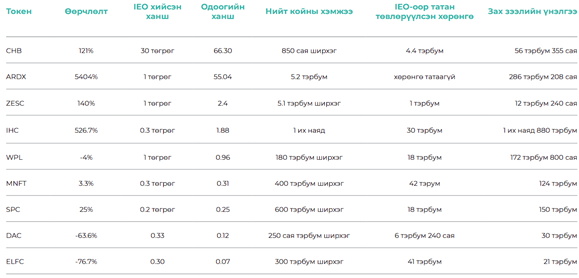 Токен Өөрчлөлт IEO хийсэн ханш Одоогийн ханш Нийт койны хэмжээ IEO-оор татан төвлөрүүлсэн хөрөнгө Зах зээлийн үнэлгээ
CHB 121% 30 төгрөг 66.30 850 сая ширхэг 4.4 тэрбум 56 тэрбум 355 сая
ARDX 5404% 1 төгрөг 55.04 5.2 тэрбум хөрөнгө татаагүй 286 тэрбум 208 сая
ZESC 140% 1 төгрөг 2.4 5.1 тэрбум ширхэг 1 тэрбум 12 тэрбум 240 сая
IHC 526.7% 0.3 төгрөг 1.88 1 их наяд 30 тэрбум 1 их наяд 880 тэрбум
WPL -4% 1 төгрөг 0.96 180 тэрбум ширхэг 18 тэрбум 172 тэрбум 800 сая
MNFT 3.3% 0.3 төгрөг 0.31 400 тэрбум ширхэг 42 тэрум 124 тэрбум
SPC 25% 0.2 төгрөг 0.25 600 тэрбум ширхэг 18 тэрбум 150 тэрбум
DAC -63.6% 0.33 0.12 250 сая тэрбум ширхэг 6 тэрбум 240 сая 30 тэрбум
ELFC -76.7% 0.30 0.07 300 тэрбум ширхэг 41 тэрбум 21 тэрбум